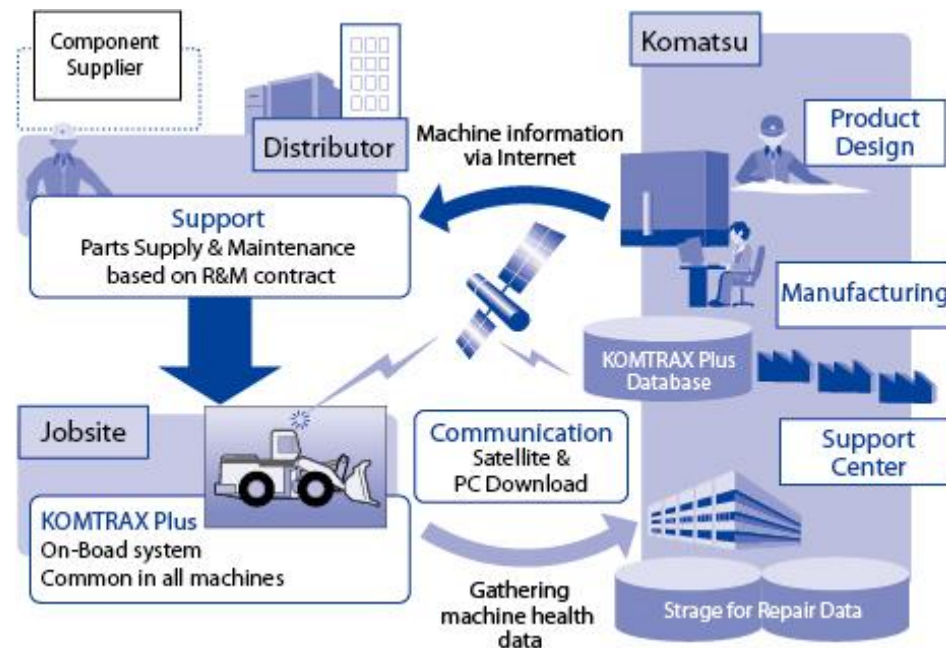 Component
Supplier
Distributor
Support
Parts Supply & Maintenance
based on R&M contract
Machine information
via Internet
Komatsu
Product
Design
Manufacturing
KOMTRAX Plus
Database
Support
Center
Jobsite
KOMTRAX Plus
On-Boad system
Common in all machines
Communication
Satellite &
PC Download
Gathering
machine health
data
Strage for Repair Data